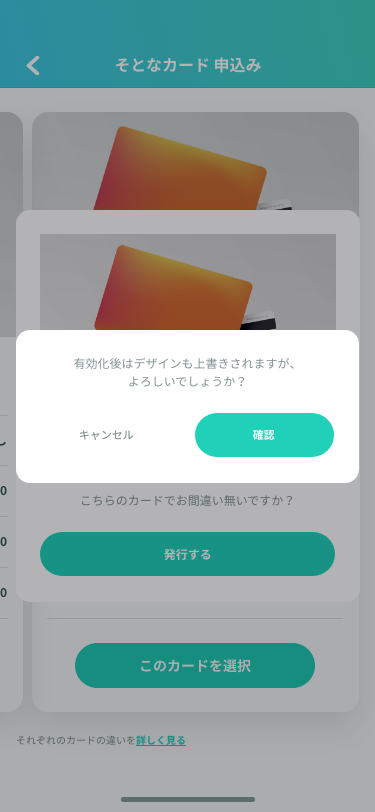 そとなカード 申込み
有効化後はデザインも上書きされますが、
よろしいでしょうか？
キャンセル
確認
こちらのカードでお間違い無いですか？
発行する
し
0
0
0
このカードを選択
それぞれのカードの違いを詳しく見る